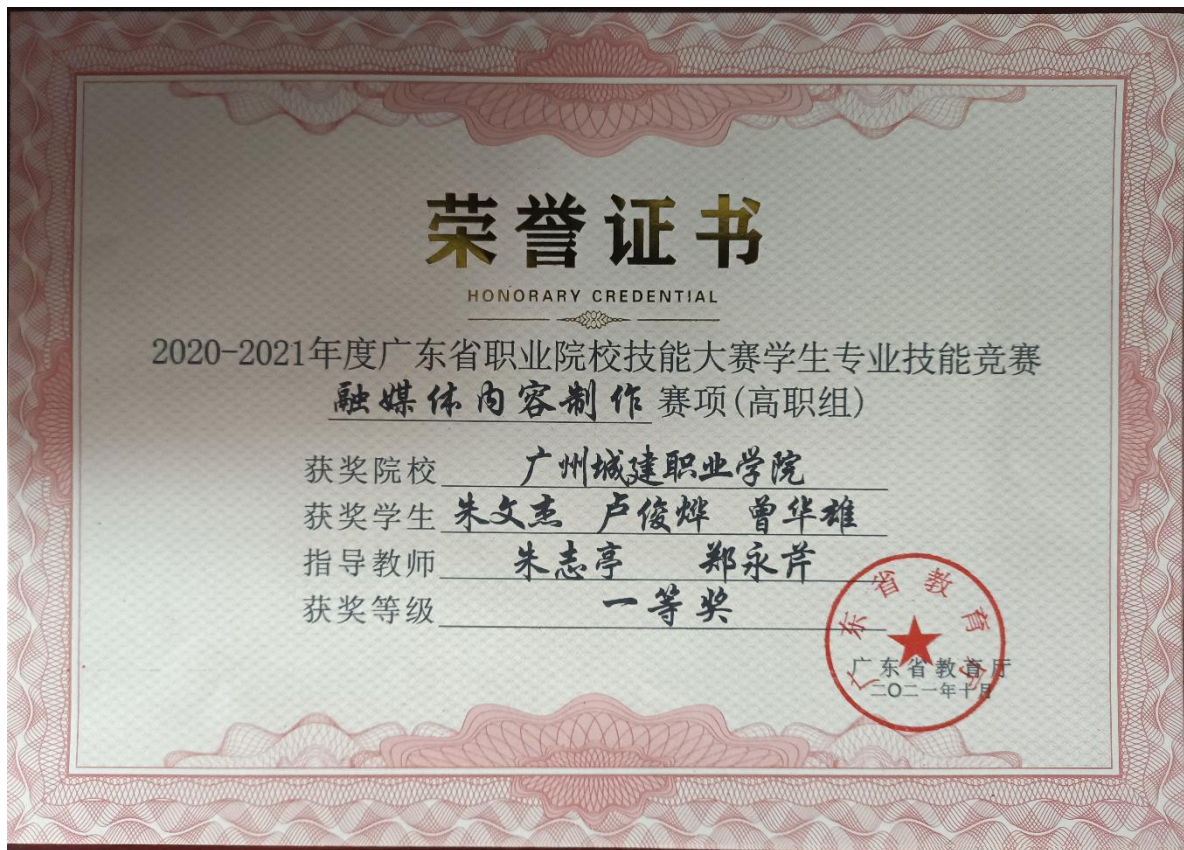 荣誉证书
HONORARY CREDENTIAL
2020-2021年度广东省职业院校技能大赛学生专业技能竞赛
融媒体内容制作 赛项(高职组)
获奖院校 广州城建职业学院
获奖学生 朱文杰 卢俊烨 曾华雄
指导教师 朱志亭 郑永芹
获奖等级 一等奖
广东省教育厅
广东省教育厅
二〇二一年十月